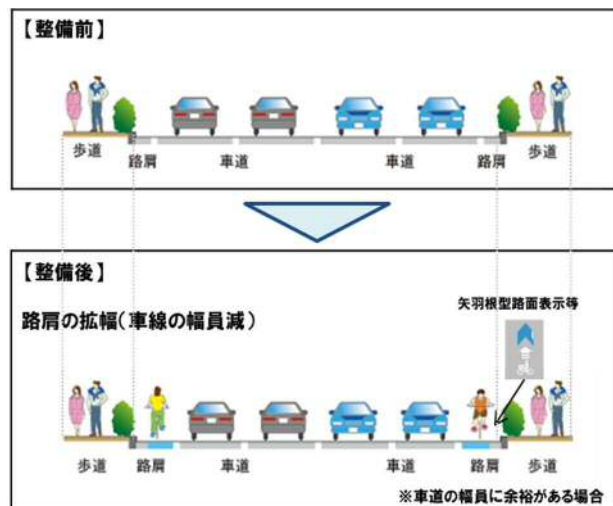 【整備前】
歩道 路肩 車道 車道 路肩 歩道
【整備後】
路肩の拡幅(車線の幅員減)
矢羽根型路面表示等
歩道 路肩 車道 車道 路肩 歩道
※車道の幅員に余裕がある場合